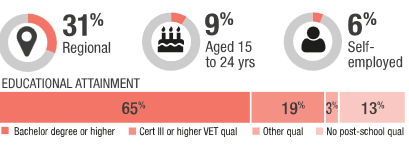 31% 9% 6%
Regional Aged 15 Self-
to 24 yrs employed
EDUCATIONAL ATTAINMENT
65% 19% 3% 13%
Bachelor degree or higher Cert III or higher VET qual Other qual No post-school qual